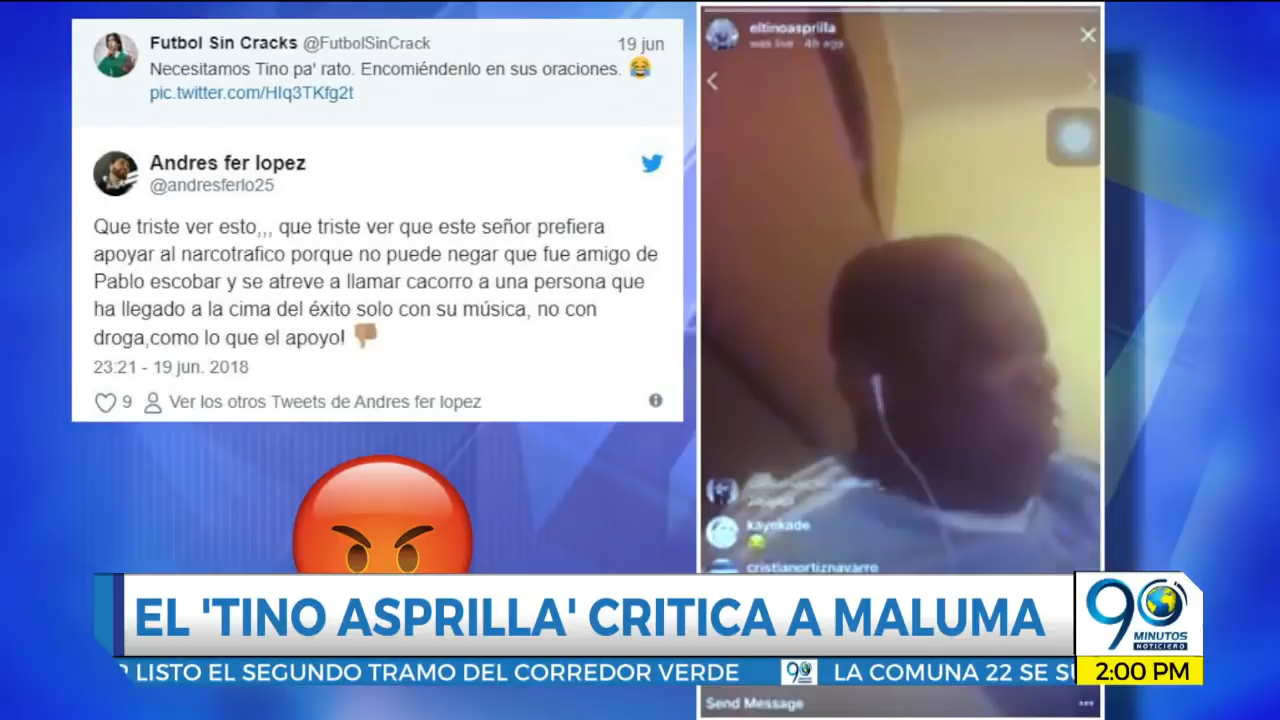 Futbol Sin Cracks @FutbolSinCrack 19 jun
Necesitamos Tino pa' rato. Encomiéndenlo en sus oraciones. 😂
pic.twitter.com/HIq3TKfg2t
Andres fer lopez
@andresferlo25
Que triste ver esto,,, que triste ver que este señor prefiera
apoyar al narcotrafico porque no puede negar que fue amigo de
Pablo escobar y se atreve a llamar cacorro a una persona que
ha llegado a la cima del éxito solo con su música, no con
droga,como lo que el apoyo! 👎🏽
23:21 - 19 jun. 2018
9 Ver los otros Tweets de Andres fer lopez
eltinoasprilla
was live · 4h ago
kayekade
cristianortiznavarro
EL 'TINO ASPRILLA' CRITICA A MALUMA
90
MINUTOS
NOTICIERO
LISTO EL SEGUNDO TRAMO DEL CORREDOR VERDE 90 LA COMUNA 22 SE
2:00 PM
Send Message